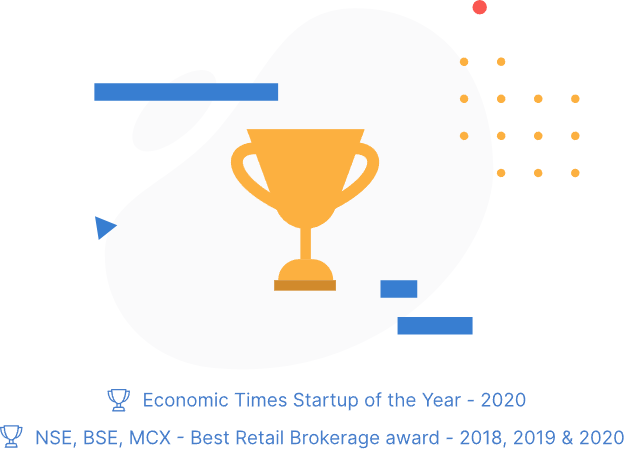 Economic Times Startup of the Year - 2020
NSE, BSE, MCX - Best Retail Brokerage award - 2018, 2019 & 2020